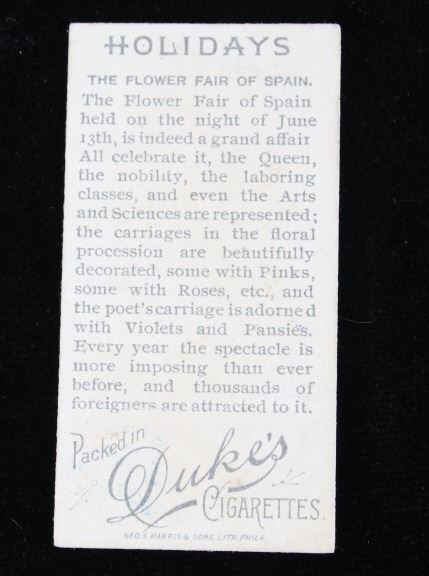 HOLIDAYS
THE FLOWER FAIR OF SPAIN.
The Flower Fair of Spain
held on the night of June
13th, is indeed a grand affair
All celebrate it, the Queen,
the nobility, the laboring
classes, and even the Arts
and Sciences are represented;
the carriages in the floral
procession are beautifully
decorated, some with Pinks,
some with Roses, etc., and
the poet's carriage is adorned
with Violets and Pansies.
Every year the spectacle is
more imposing than ever
before, and thousands of
foreigners are attracted to it.
Packed in
Duke's
CIGARETTES.
GEO. S. HARRIS & SONS, LITH. PHILA.